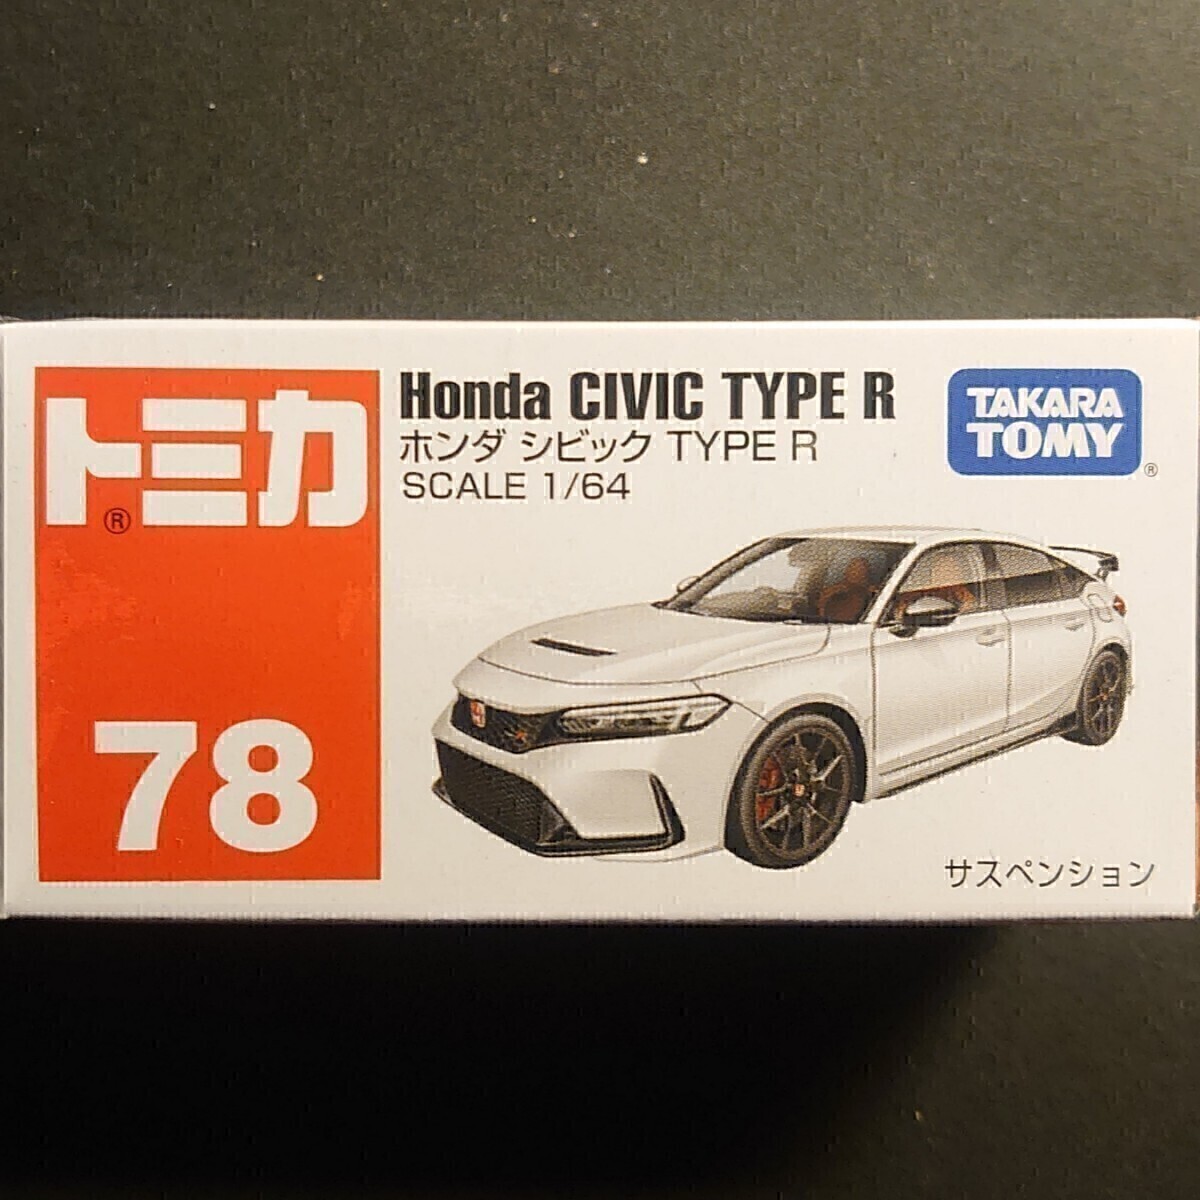 トミカ
®
78
Honda CIVIC TYPE R
ホンダ シビック TYPE R
SCALE 1/64
TAKARA
TOMY
®
サスペンション